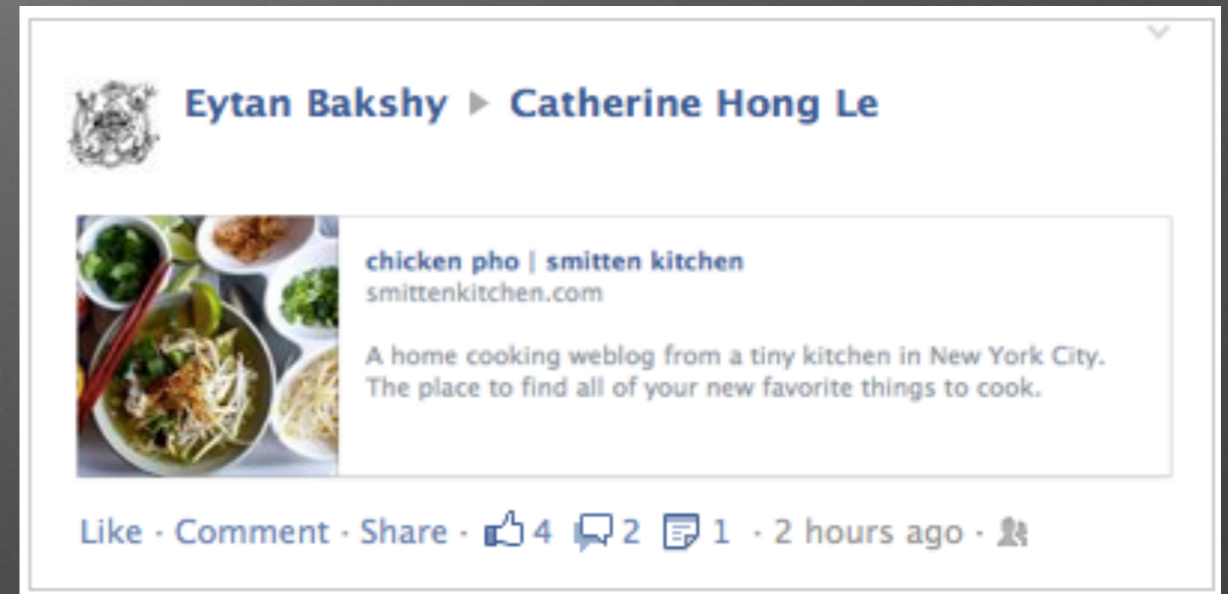 Eytan Bakshy ▸ Catherine Hong Le
chicken pho | smitten kitchen
smittenkitchen.com
A home cooking weblog from a tiny kitchen in New York City.
The place to find all of your new favorite things to cook.
Like · Comment · Share · 4 2 1 · 2 hours ago ·